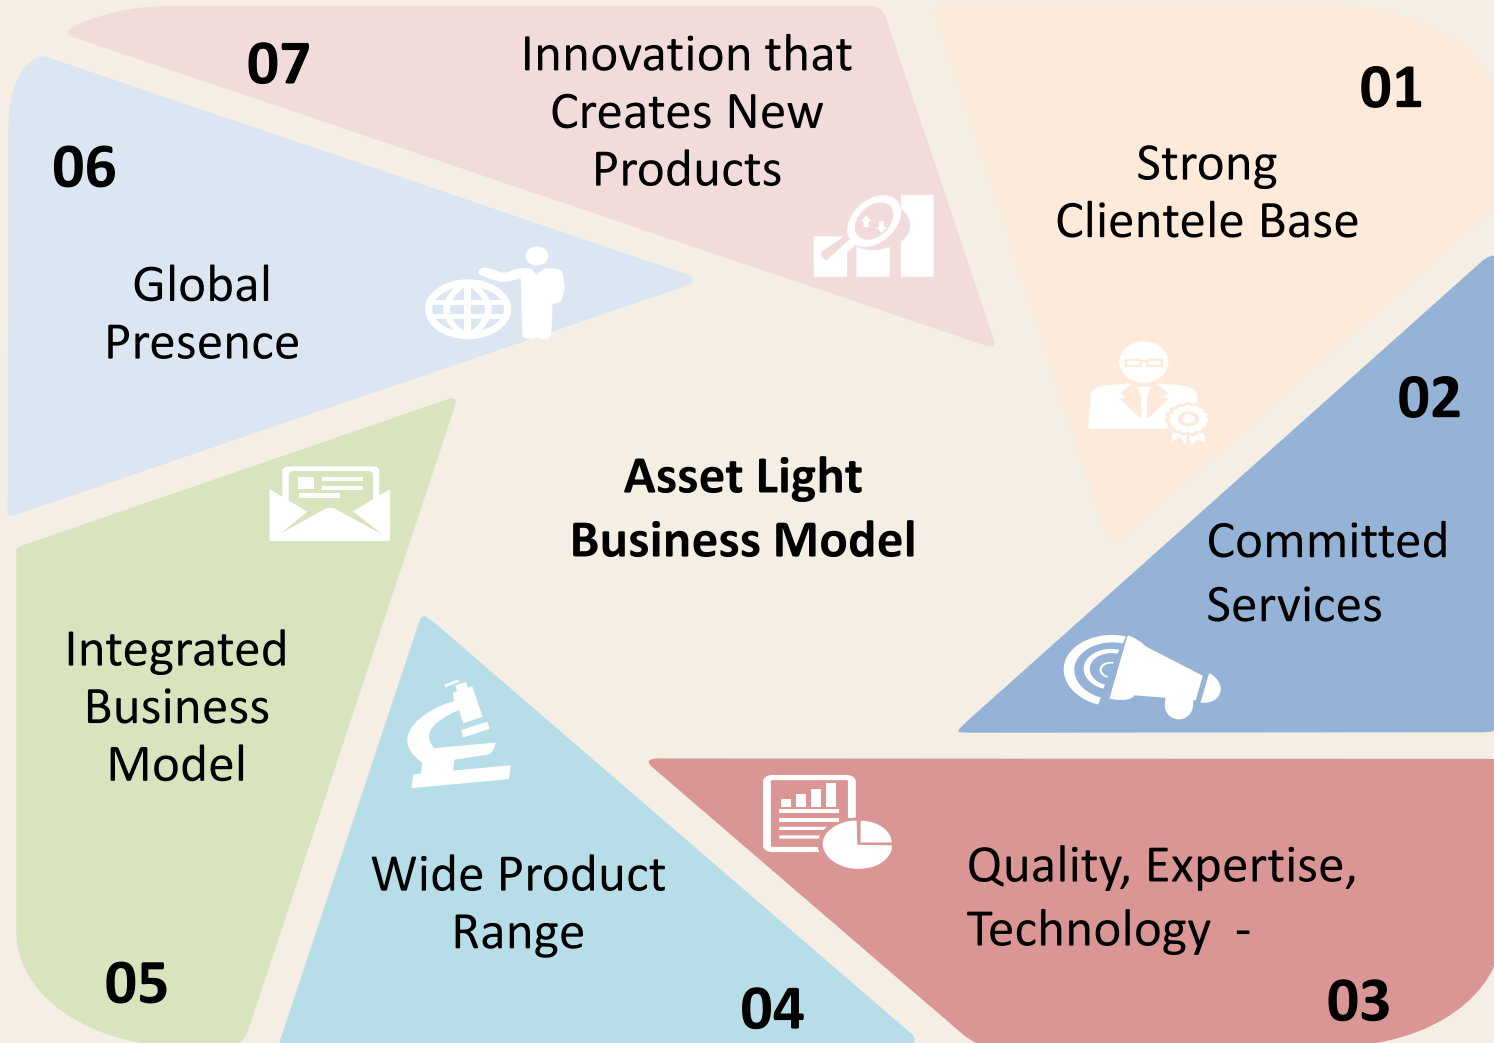 07
Innovation that
Creates New
Products
01
Strong
Clientele Base
06
Global
Presence
02
Committed
Services
Asset Light
Business Model
Integrated
Business
Model
05
Wide Product
Range
04
Quality, Expertise,
Technology  -
03